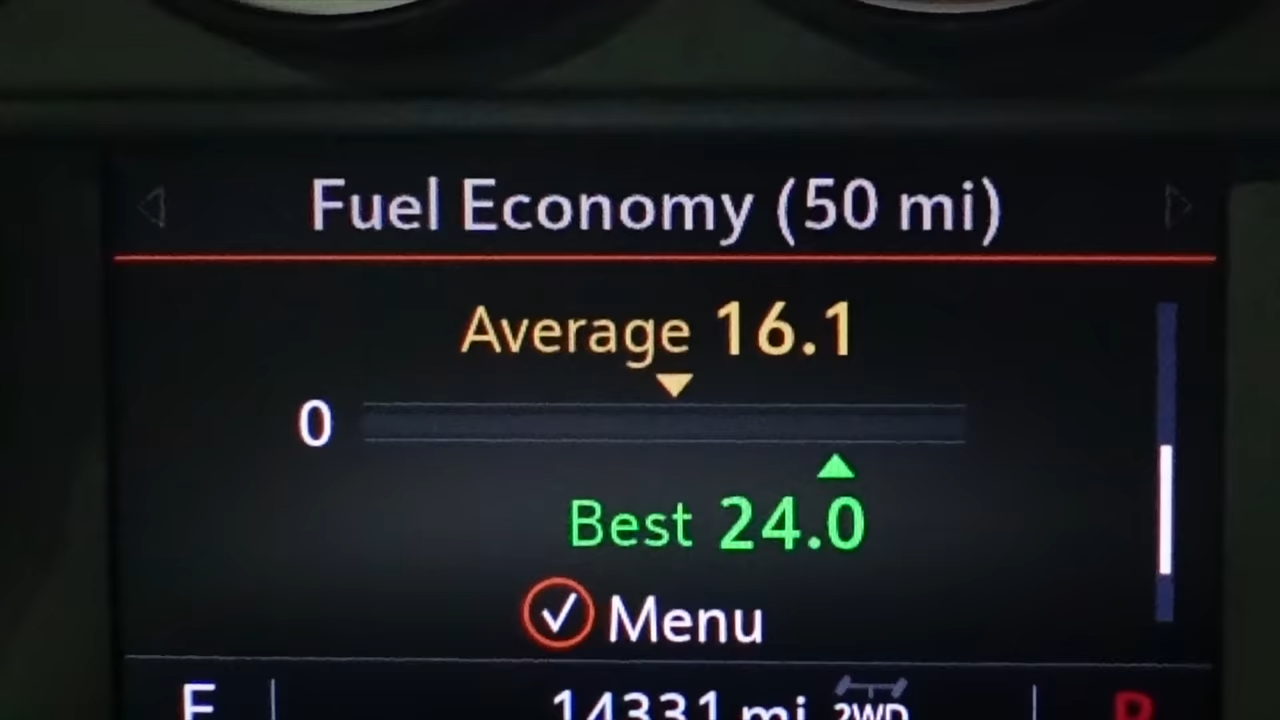 Fuel Economy (50 mi)
Average 16.1
0
Best 24.0
Menu
14331 mi 2WD